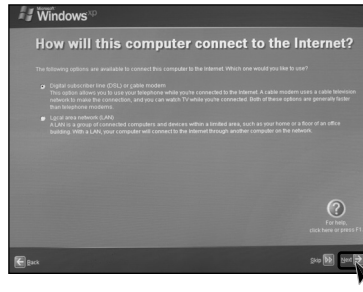 Microsoft
Windows xp
How will this computer connect to the Internet?
The following options are available to connect this computer to the Internet. Which one would you like to use?
Digital subscriber line (DSL) or cable modem
This option allows you to use your telephone while you're connected to the Internet. A cable modem uses a cable television
network to make the connection, and you can watch TV while you're connected. Both of these options are generally faster
than telephone modems.
Local area network (LAN)
A LAN is a group of connected computers and devices within a limited area, such as your home or a floor of an office
building. With a LAN, your computer will connect to the Internet through another computer on the network.
?
For help,
click here or press F1.
Back
Skip
Next